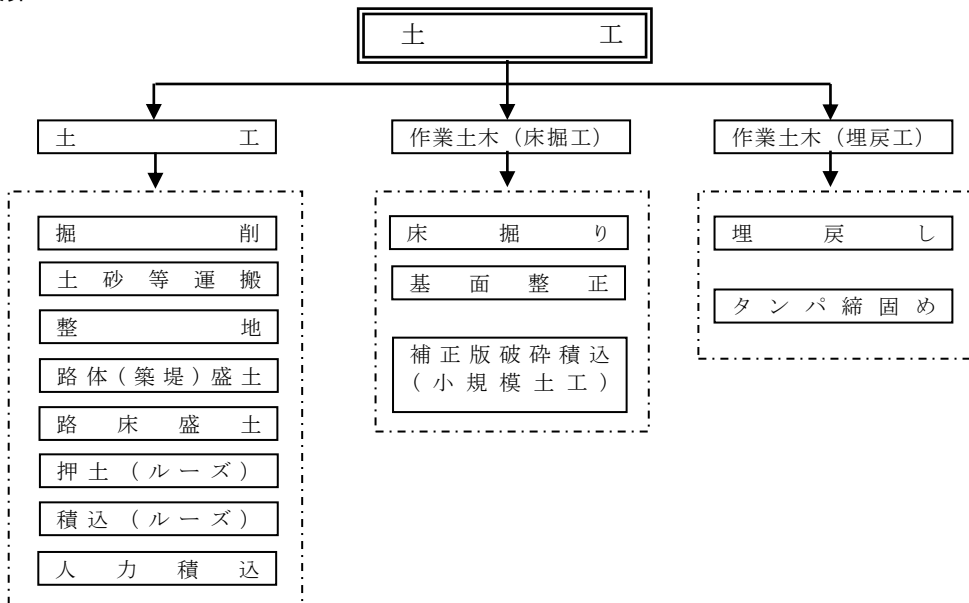 土工
土工
作業土木（床掘工）
作業土木（埋戻工）
掘削
土砂等運搬
整地
路体(築堤)盛土
路床盛土
押土(ルーズ)
積込(ルーズ)
人力積込
床掘り
基面整正
補正版破砕積込
(小規模土工)
埋戻し
タンパ締固め